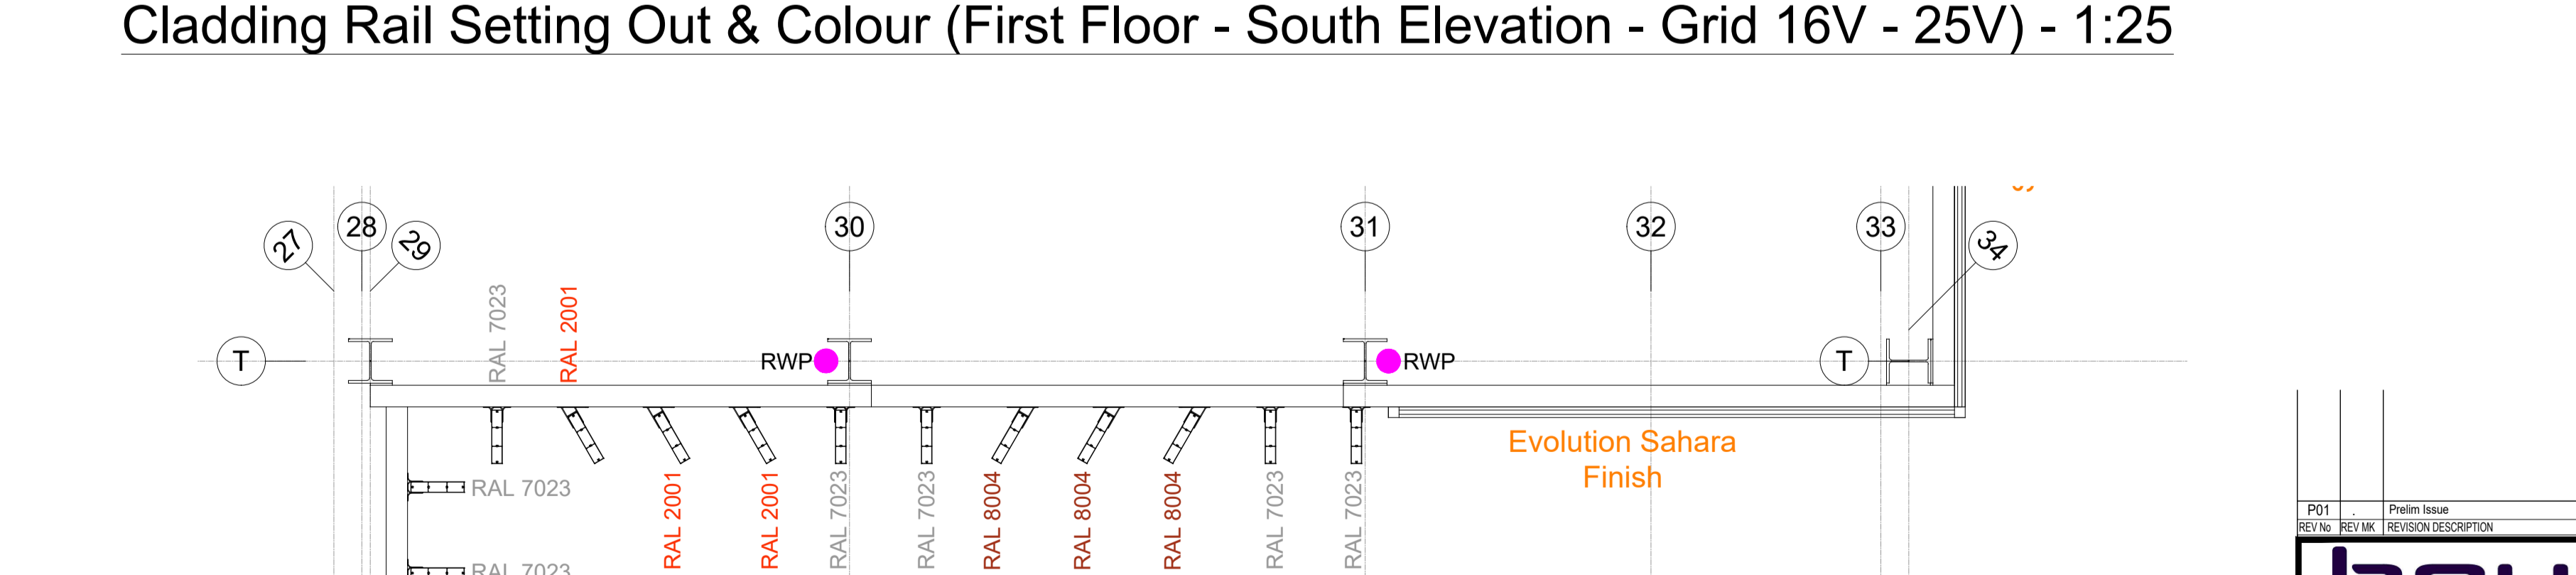 Cladding Rail Setting Out & Colour (First Floor - South Elevation - Grid 16V - 25V) - 1:25
27
28
29
30
31
32
33
34
RAL 7023
RAL 2001
T
RWP
RWP
T
Evolution Sahara
Finish
RAL 7023
RAL 2001
RAL 2001
RAL 7023
RAL 7023
RAL 8004
RAL 8004
RAL 8004
RAL 7023
RAL 7023
RAL 7023
P01 . Prelim Issue
REV No REV MK REVISION DESCRIPTION